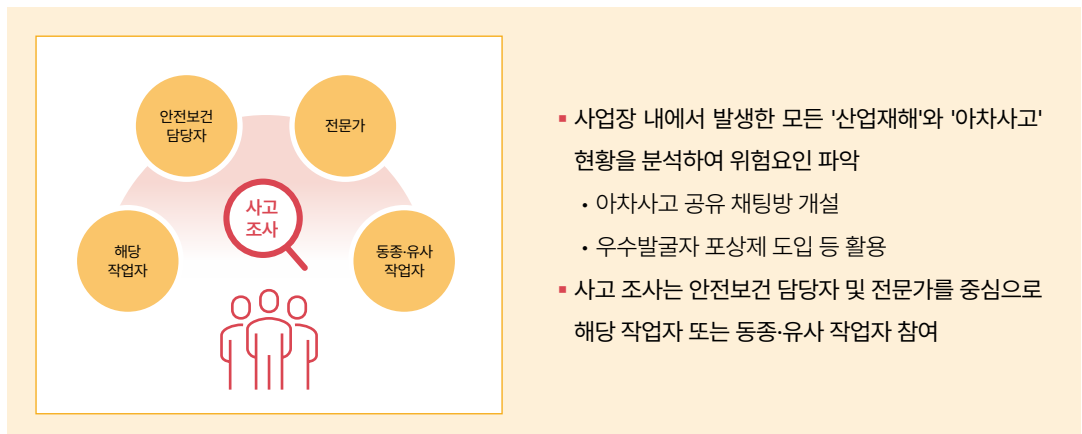 안전보건
담당자
전문가
사고
조사
해당
작업자
동종·유사
작업자
▪ 사업장 내에서 발생한 모든 '산업재해'와 '아차사고'
현황을 분석하여 위험요인 파악
• 아차사고 공유 채팅방 개설
• 우수발굴자 포상제 도입 등 활용
▪ 사고 조사는 안전보건 담당자 및 전문가를 중심으로
해당 작업자 또는 동종·유사 작업자 참여